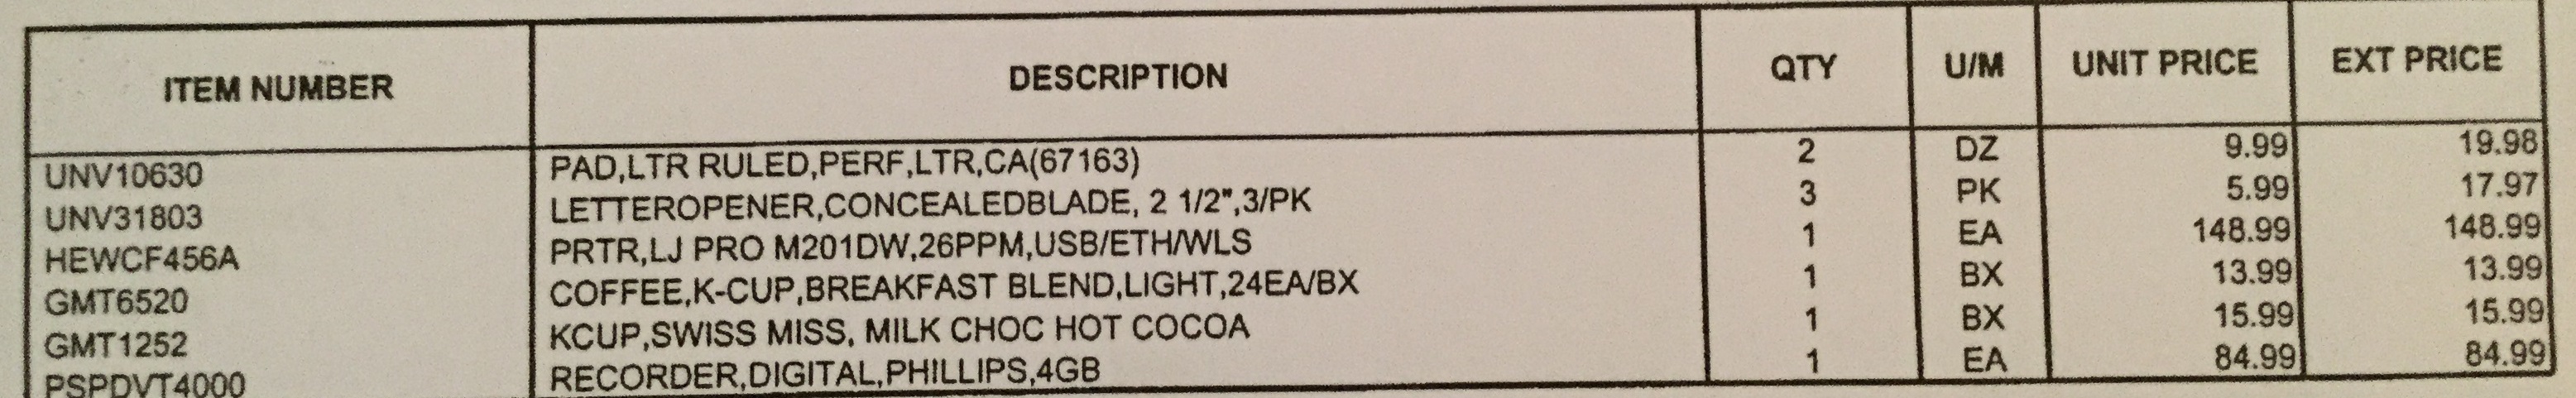 ITEM NUMBER DESCRIPTION QTY U/M UNIT PRICE EXT PRICE
UNV10630 PAD,LTR RULED,PERF,LTR,CA(67163) 2 DZ 9.99 19.98
UNV31803 LETTEROPENER,CONCEALEDBLADE, 2 1/2",3/PK 3 PK 5.99 17.97
HEWCF456A PRTR,LJ PRO M201DW,26PPM,USB/ETH/WLS 1 EA 148.99 148.99
GMT6520 COFFEE,K-CUP,BREAKFAST BLEND,LIGHT,24EA/BX 1 BX 13.99 13.99
GMT1252 KCUP,SWISS MISS, MILK CHOC HOT COCOA 1 BX 15.99 15.99
PSPDVT4000 RECORDER,DIGITAL,PHILLIPS,4GB 1 EA 84.99 84.99